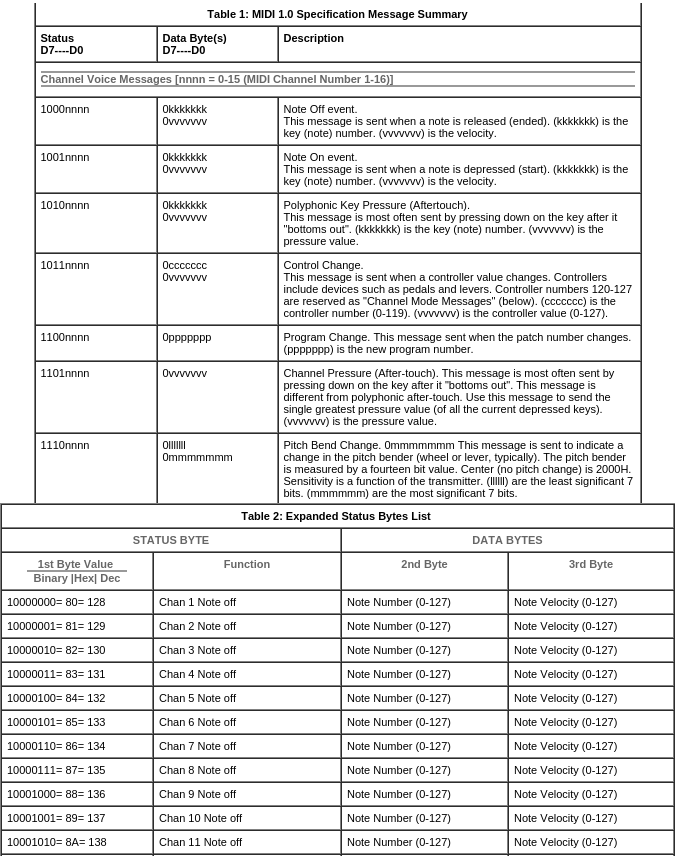 Table 1: MIDI 1.0 Specification Message Summary
Status
D7----D0
Data Byte(s)
D7----D0
Description
Channel Voice Messages [nnnn = 0-15 (MIDI Channel Number 1-16)]
1000nnnn
0kkkkkkk
0vvvvvvv
Note Off event.
This message is sent when a note is released (ended). (kkkkkkk) is the
key (note) number. (vvvvvvv) is the velocity.
1001nnnn
0kkkkkkk
0vvvvvvv
Note On event.
This message is sent when a note is depressed (start). (kkkkkkk) is the
key (note) number. (vvvvvvv) is the velocity.
1010nnnn
0kkkkkkk
0vvvvvvv
Polyphonic Key Pressure (Aftertouch).
This message is most often sent by pressing down on the key after it
"bottoms out". (kkkkkkk) is the key (note) number. (vvvvvvv) is the
pressure value.
1011nnnn
0ccccccc
0vvvvvvv
Control Change.
This message is sent when a controller value changes. Controllers
include devices such as pedals and levers. Controller numbers 120-127
are reserved as "Channel Mode Messages" (below). (ccccccc) is the
controller number (0-119). (vvvvvvv) is the controller value (0-127).
1100nnnn
0ppppppp
Program Change. This message sent when the patch number changes.
(ppppppp) is the new program number.
1101nnnn
0vvvvvvv
Channel Pressure (After-touch). This message is most often sent by
pressing down on the key after it "bottoms out". This message is
different from polyphonic after-touch. Use this message to send the
single greatest pressure value (of all the current depressed keys).
(vvvvvvv) is the pressure value.
1110nnnn
0lllllll
0mmmmmmm
Pitch Bend Change. 0mmmmmmm This message is sent to indicate a
change in the pitch bender (wheel or lever, typically). The pitch bender
is measured by a fourteen bit value. Center (no pitch change) is 2000H.
Sensitivity is a function of the transmitter. (llllll) are the least significant 7
bits. (mmmmmm) are the most significant 7 bits.
Table 2: Expanded Status Bytes List
STATUS BYTE
DATA BYTES
1st Byte Value
Binary |Hex| Dec
Function
2nd Byte
3rd Byte
10000000= 80= 128 Chan 1 Note off Note Number (0-127) Note Velocity (0-127)
10000001= 81= 129 Chan 2 Note off Note Number (0-127) Note Velocity (0-127)
10000010= 82= 130 Chan 3 Note off Note Number (0-127) Note Velocity (0-127)
10000011= 83= 131 Chan 4 Note off Note Number (0-127) Note Velocity (0-127)
10000100= 84= 132 Chan 5 Note off Note Number (0-127) Note Velocity (0-127)
10000101= 85= 133 Chan 6 Note off Note Number (0-127) Note Velocity (0-127)
10000110= 86= 134 Chan 7 Note off Note Number (0-127) Note Velocity (0-127)
10000111= 87= 135 Chan 8 Note off Note Number (0-127) Note Velocity (0-127)
10001000= 88= 136 Chan 9 Note off Note Number (0-127) Note Velocity (0-127)
10001001= 89= 137 Chan 10 Note off Note Number (0-127) Note Velocity (0-127)
10001010= 8A= 138 Chan 11 Note off Note Number (0-127) Note Velocity (0-127)